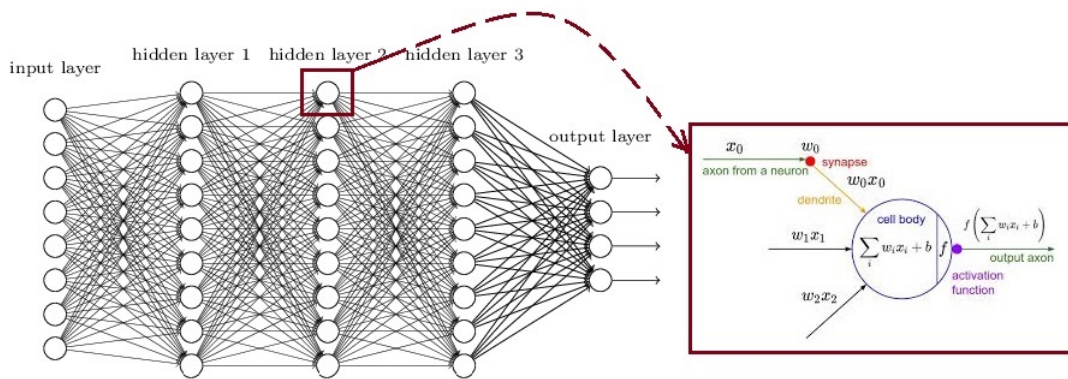 input layer
hidden layer 1
hidden layer 2
hidden layer 3
output layer
x₀
w₀
synapse
axon from a neuron
w₀x₀
dendrite
cell body
w₁x₁
∑ᵢ wᵢxᵢ + b
f
f(∑ᵢ wᵢxᵢ + b)
output axon
activation
function
w₂x₂